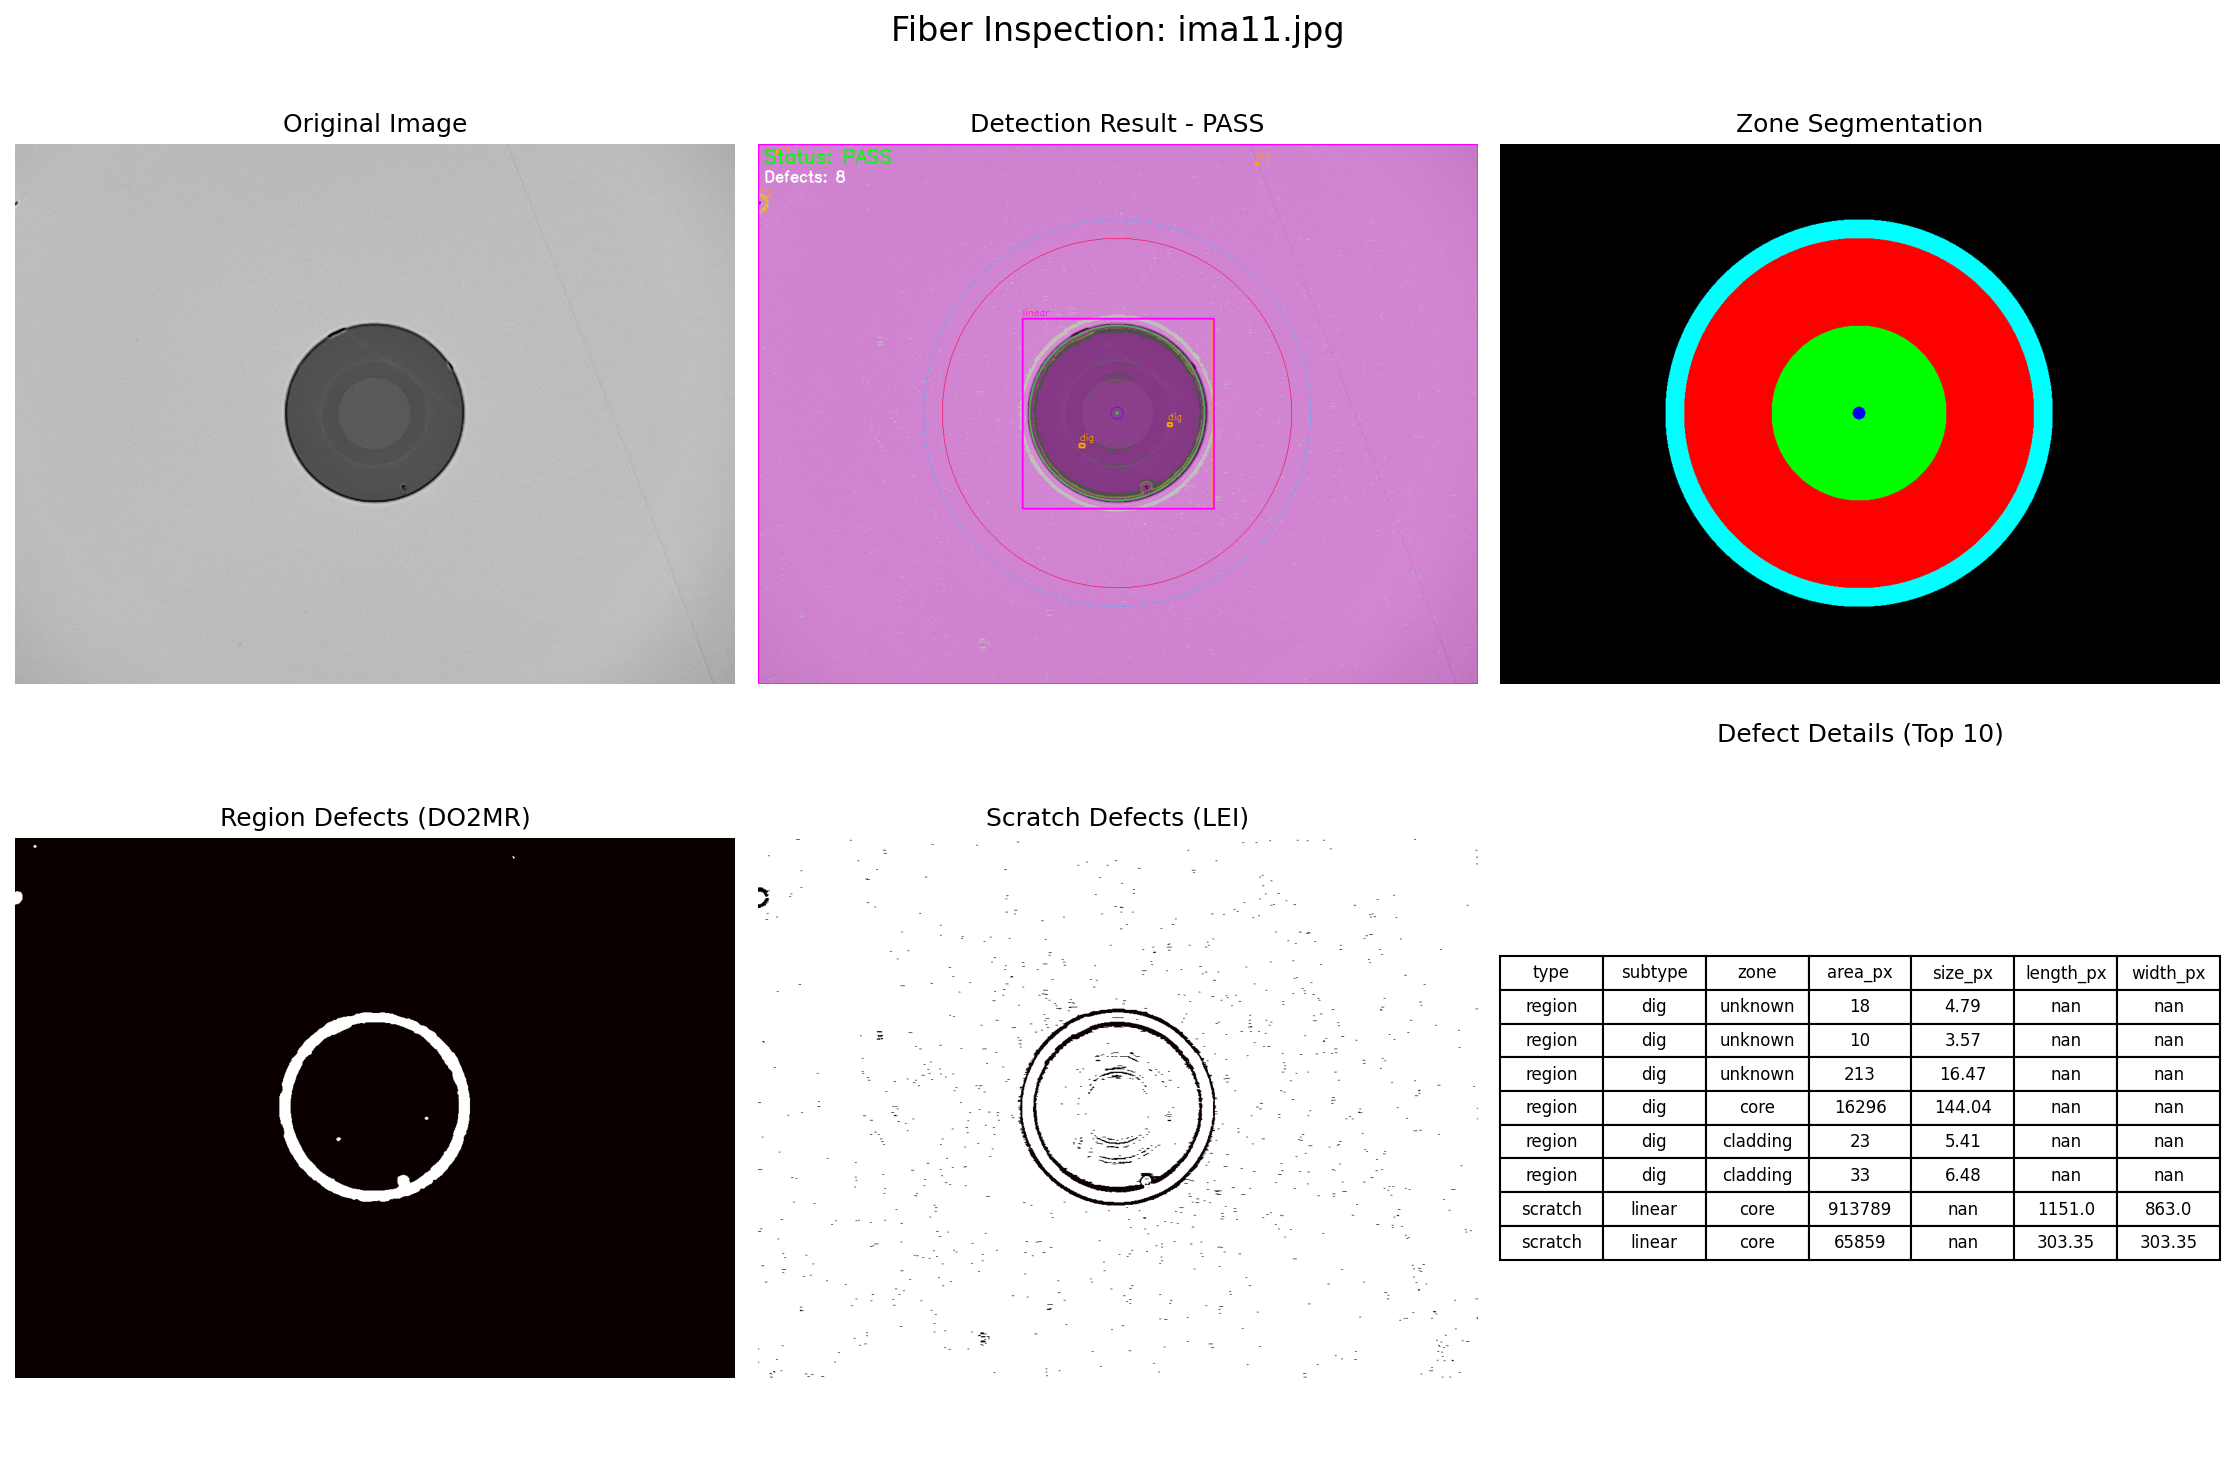 Fiber Inspection: ima11.jpg
Original Image
Detection Result - PASS
Zone Segmentation
Status: PASS
Defects: 8
dig
linear
dig
dig
Defect Details (Top 10)
Region Defects (DO2MR)
Scratch Defects (LEI)
type subtype zone area_px size_px length_px width_px
region dig unknown 18 4.79 nan nan
region dig unknown 10 3.57 nan nan
region dig unknown 213 16.47 nan nan
region dig core 16296 144.04 nan nan
region dig cladding 23 5.41 nan nan
region dig cladding 33 6.48 nan nan
scratch linear core 913789 nan 1151.0 863.0
scratch linear core 65859 nan 303.35 303.35